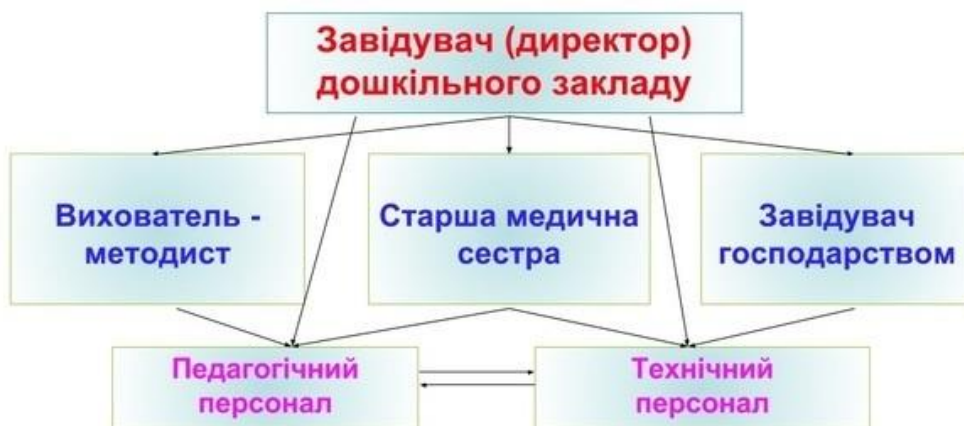 Завідувач (директор)
дошкільного закладу
Вихователь -
методист
Старша медична
сестра
Завідувач
господарством
Педагогічний
персонал
Технічний
персонал